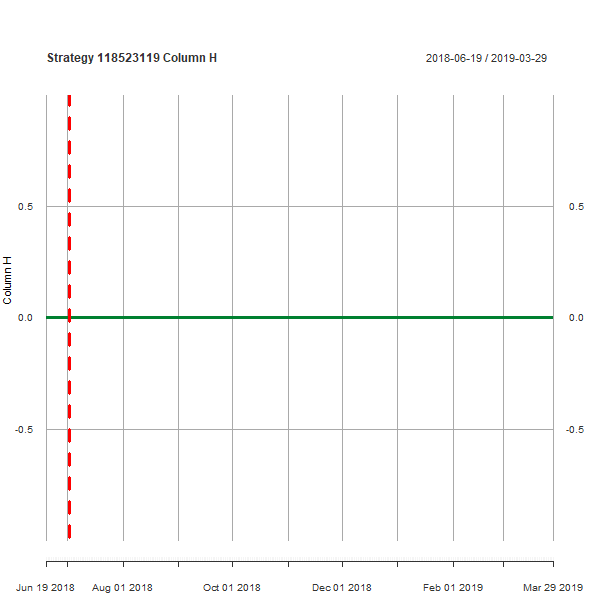 Strategy 118523119 Column H 2018-06-19 / 2019-03-29
0.5 0.5
Column H
0.0 0.0
-0.5 -0.5
Jun 19 2018 Aug 01 2018 Oct 01 2018 Dec 01 2018 Feb 01 2019 Mar 29 2019